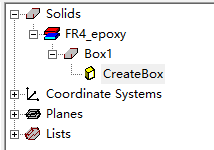 Solids
FR4_epoxy
Box1
CreateBox
Coordinate Systems
Planes
Lists